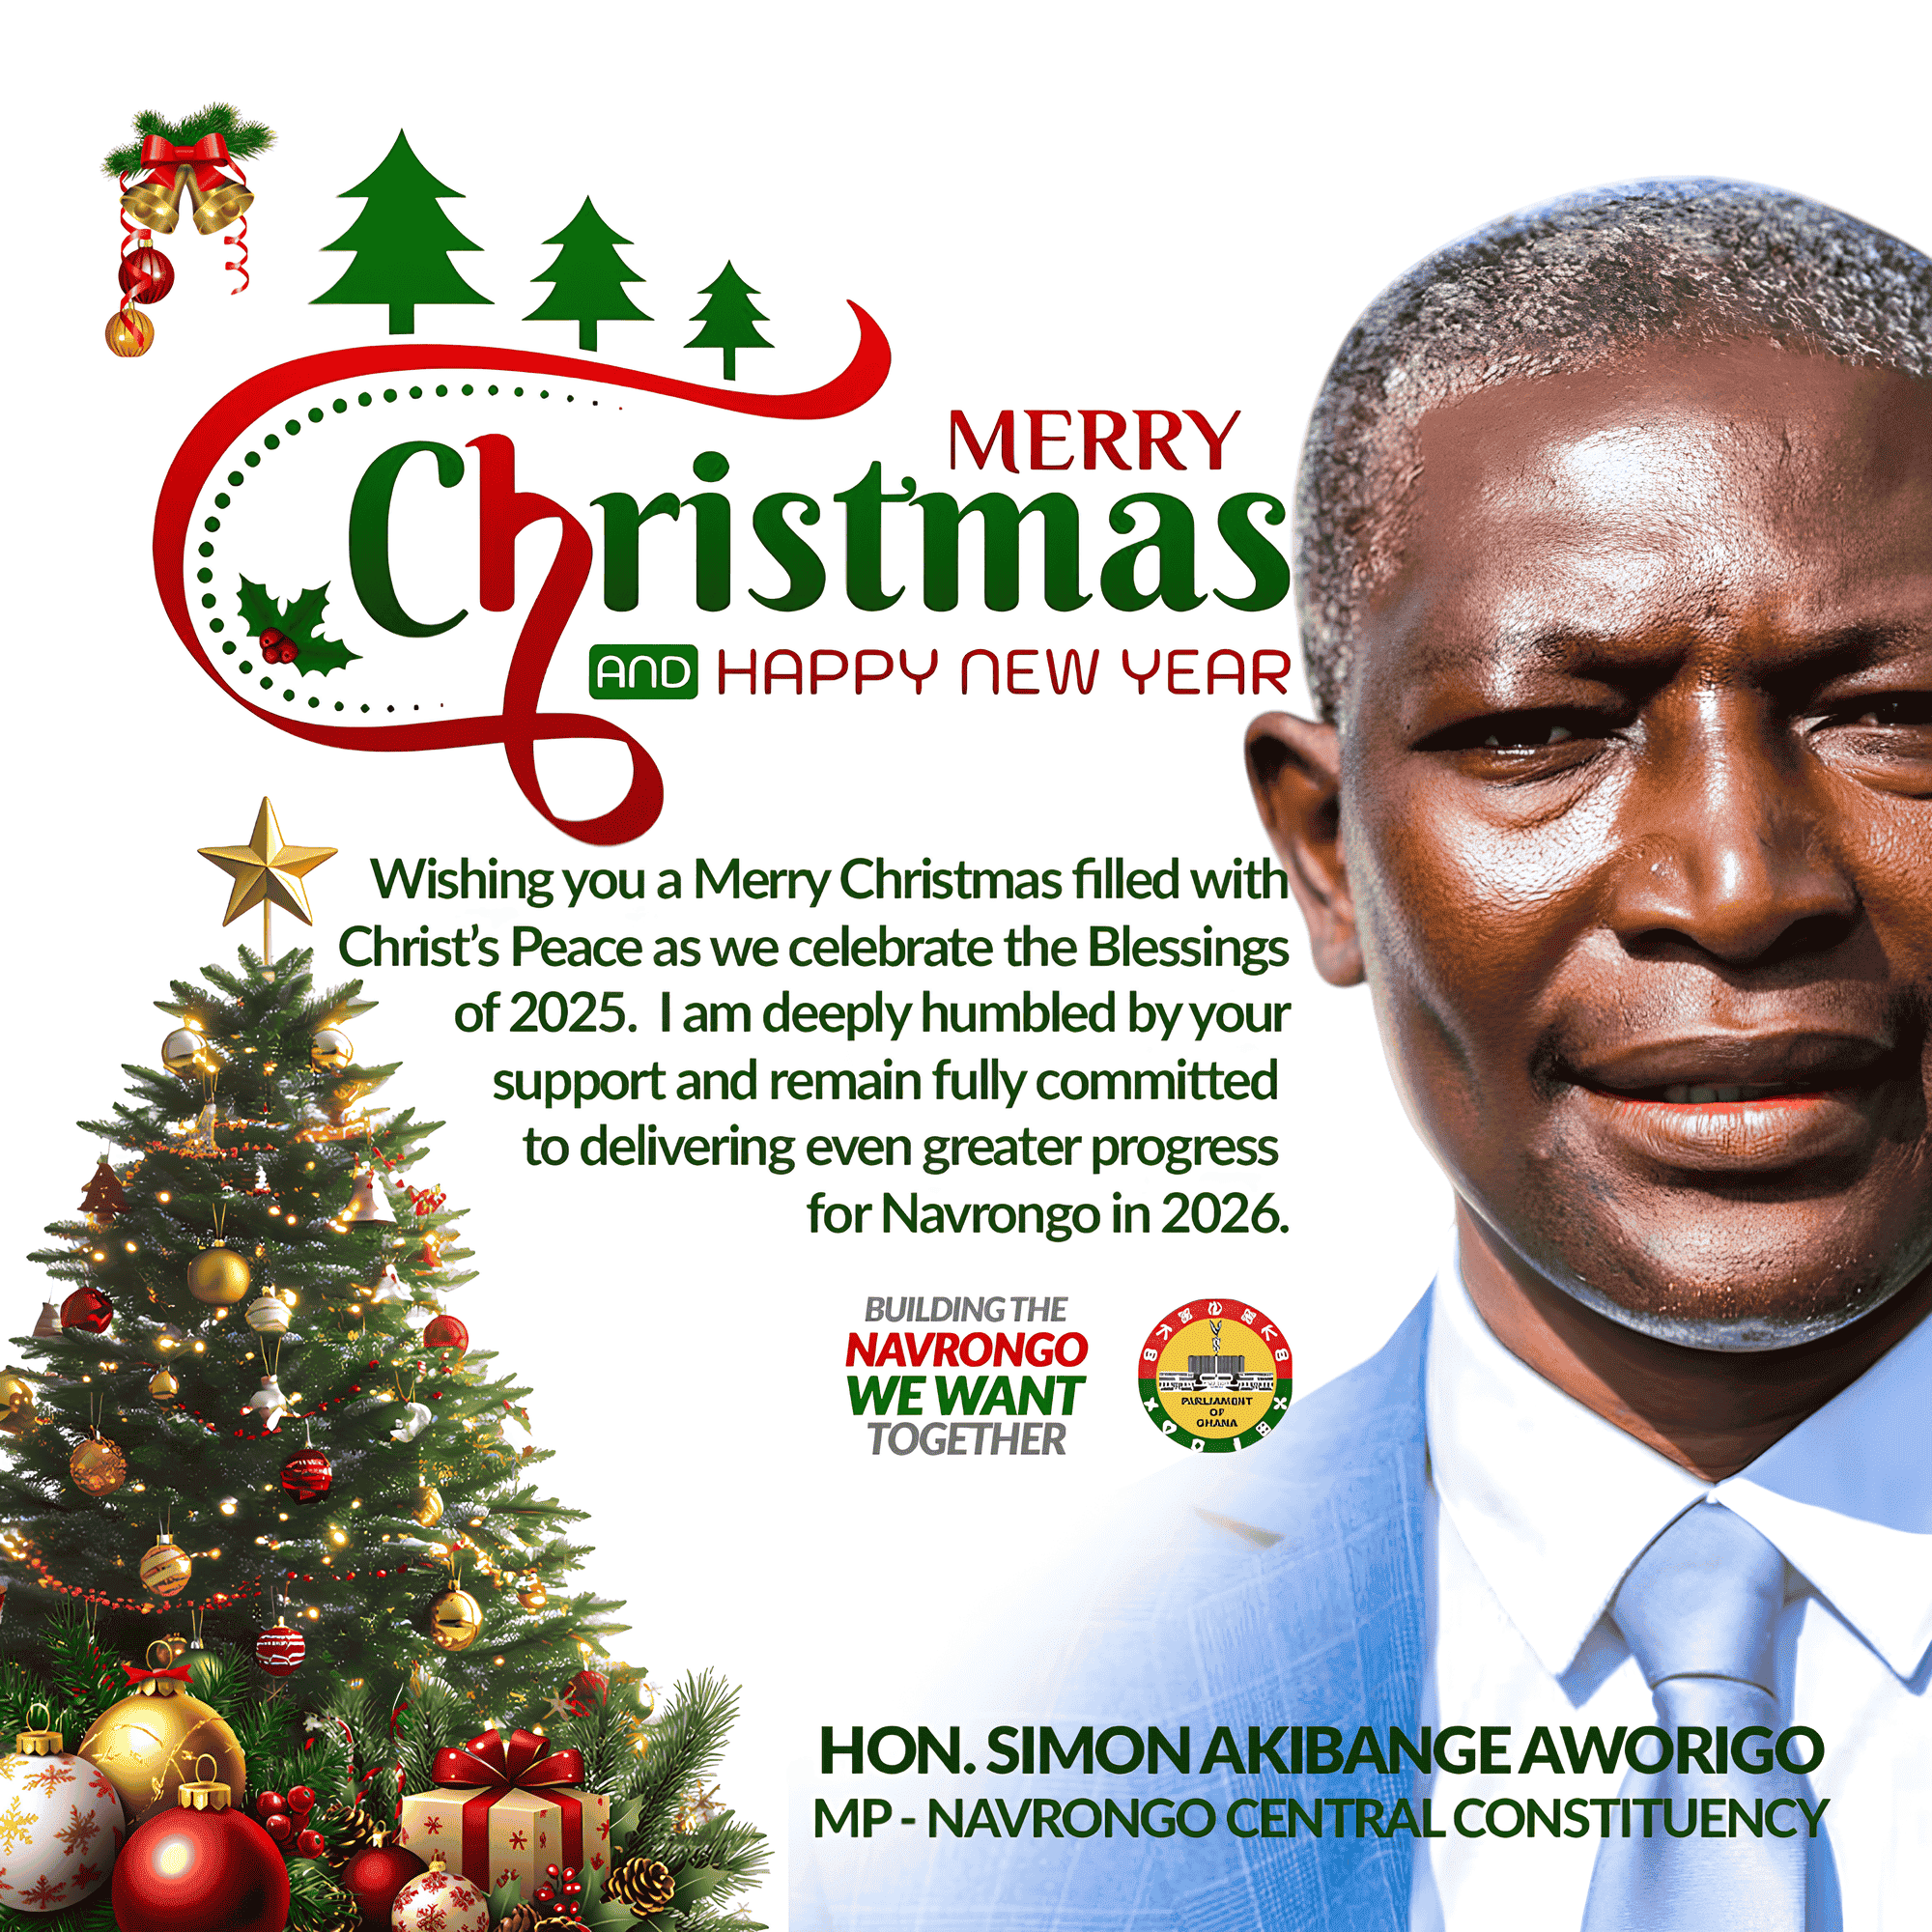 MERRY
Christmas
AND HAPPY NEW YEAR
Wishing you a Merry Christmas filled with
Christ's Peace as we celebrate the Blessings
of 2025. I am deeply humbled by your
support and remain fully committed
to delivering even greater progress
for Navrongo in 2026.
BUILDING THE
NAVRONGO
WE WANT
TOGETHER
PARLIAMENT
OF
GHANA
HON. SIMON AKIBANGE AWORIGO
MP - NAVRONGO CENTRAL CONSTITUENCY